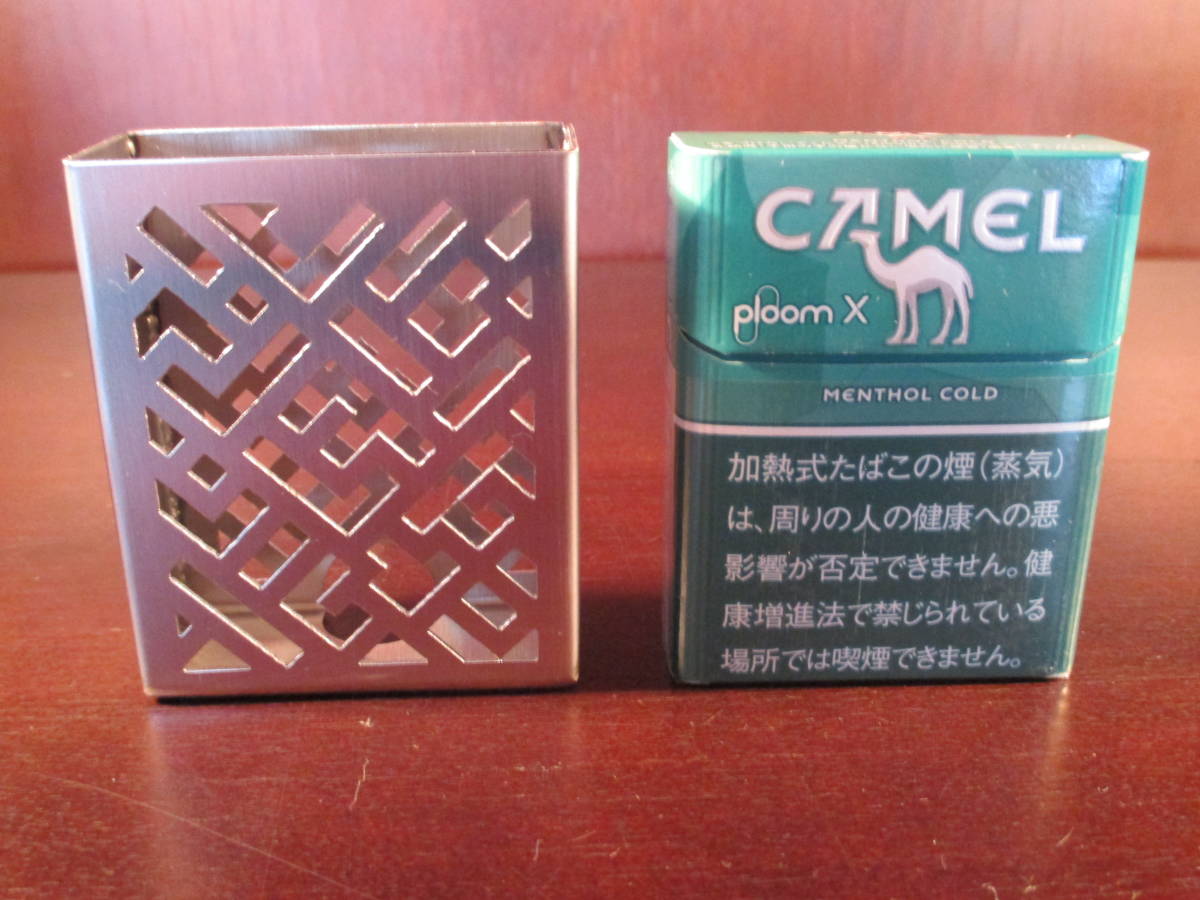 CAMEL
ploom X
MENTHOL COLD
加熱式たばこの煙（蒸気）
は、周りの人の健康への悪
影響が否定できません。健
康増進法で禁じられている
場所では喫煙できません。